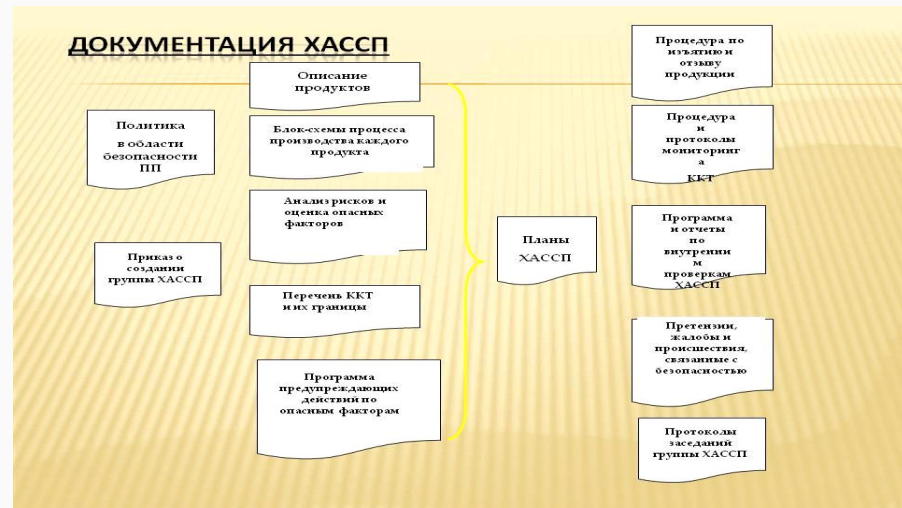 ДОКУМЕНТАЦИЯ ХАССП
Политика
в области
безопасности
ПП
Приказ о
создании
группы ХАССП
Описание
продуктов
Блок-схемы процесса
производства каждого
продукта
Анализ рисков и
оценка опасных
факторов
Перечень ККТ
и их границы
Программа
предупреждающих
действий по
опасным факторам
Планы
ХАССП
Процедура по
изъятию и
отзыву
продукции
Процедура
и
протоколы
мониторинг
а
ККТ
Программа
и отчеты
по
внутренни
м
проверкам
ХАССП
Претензии,
жалобы и
происшествия,
связанные с
безопасностью
Протоколы
заседаний
группы ХАССП